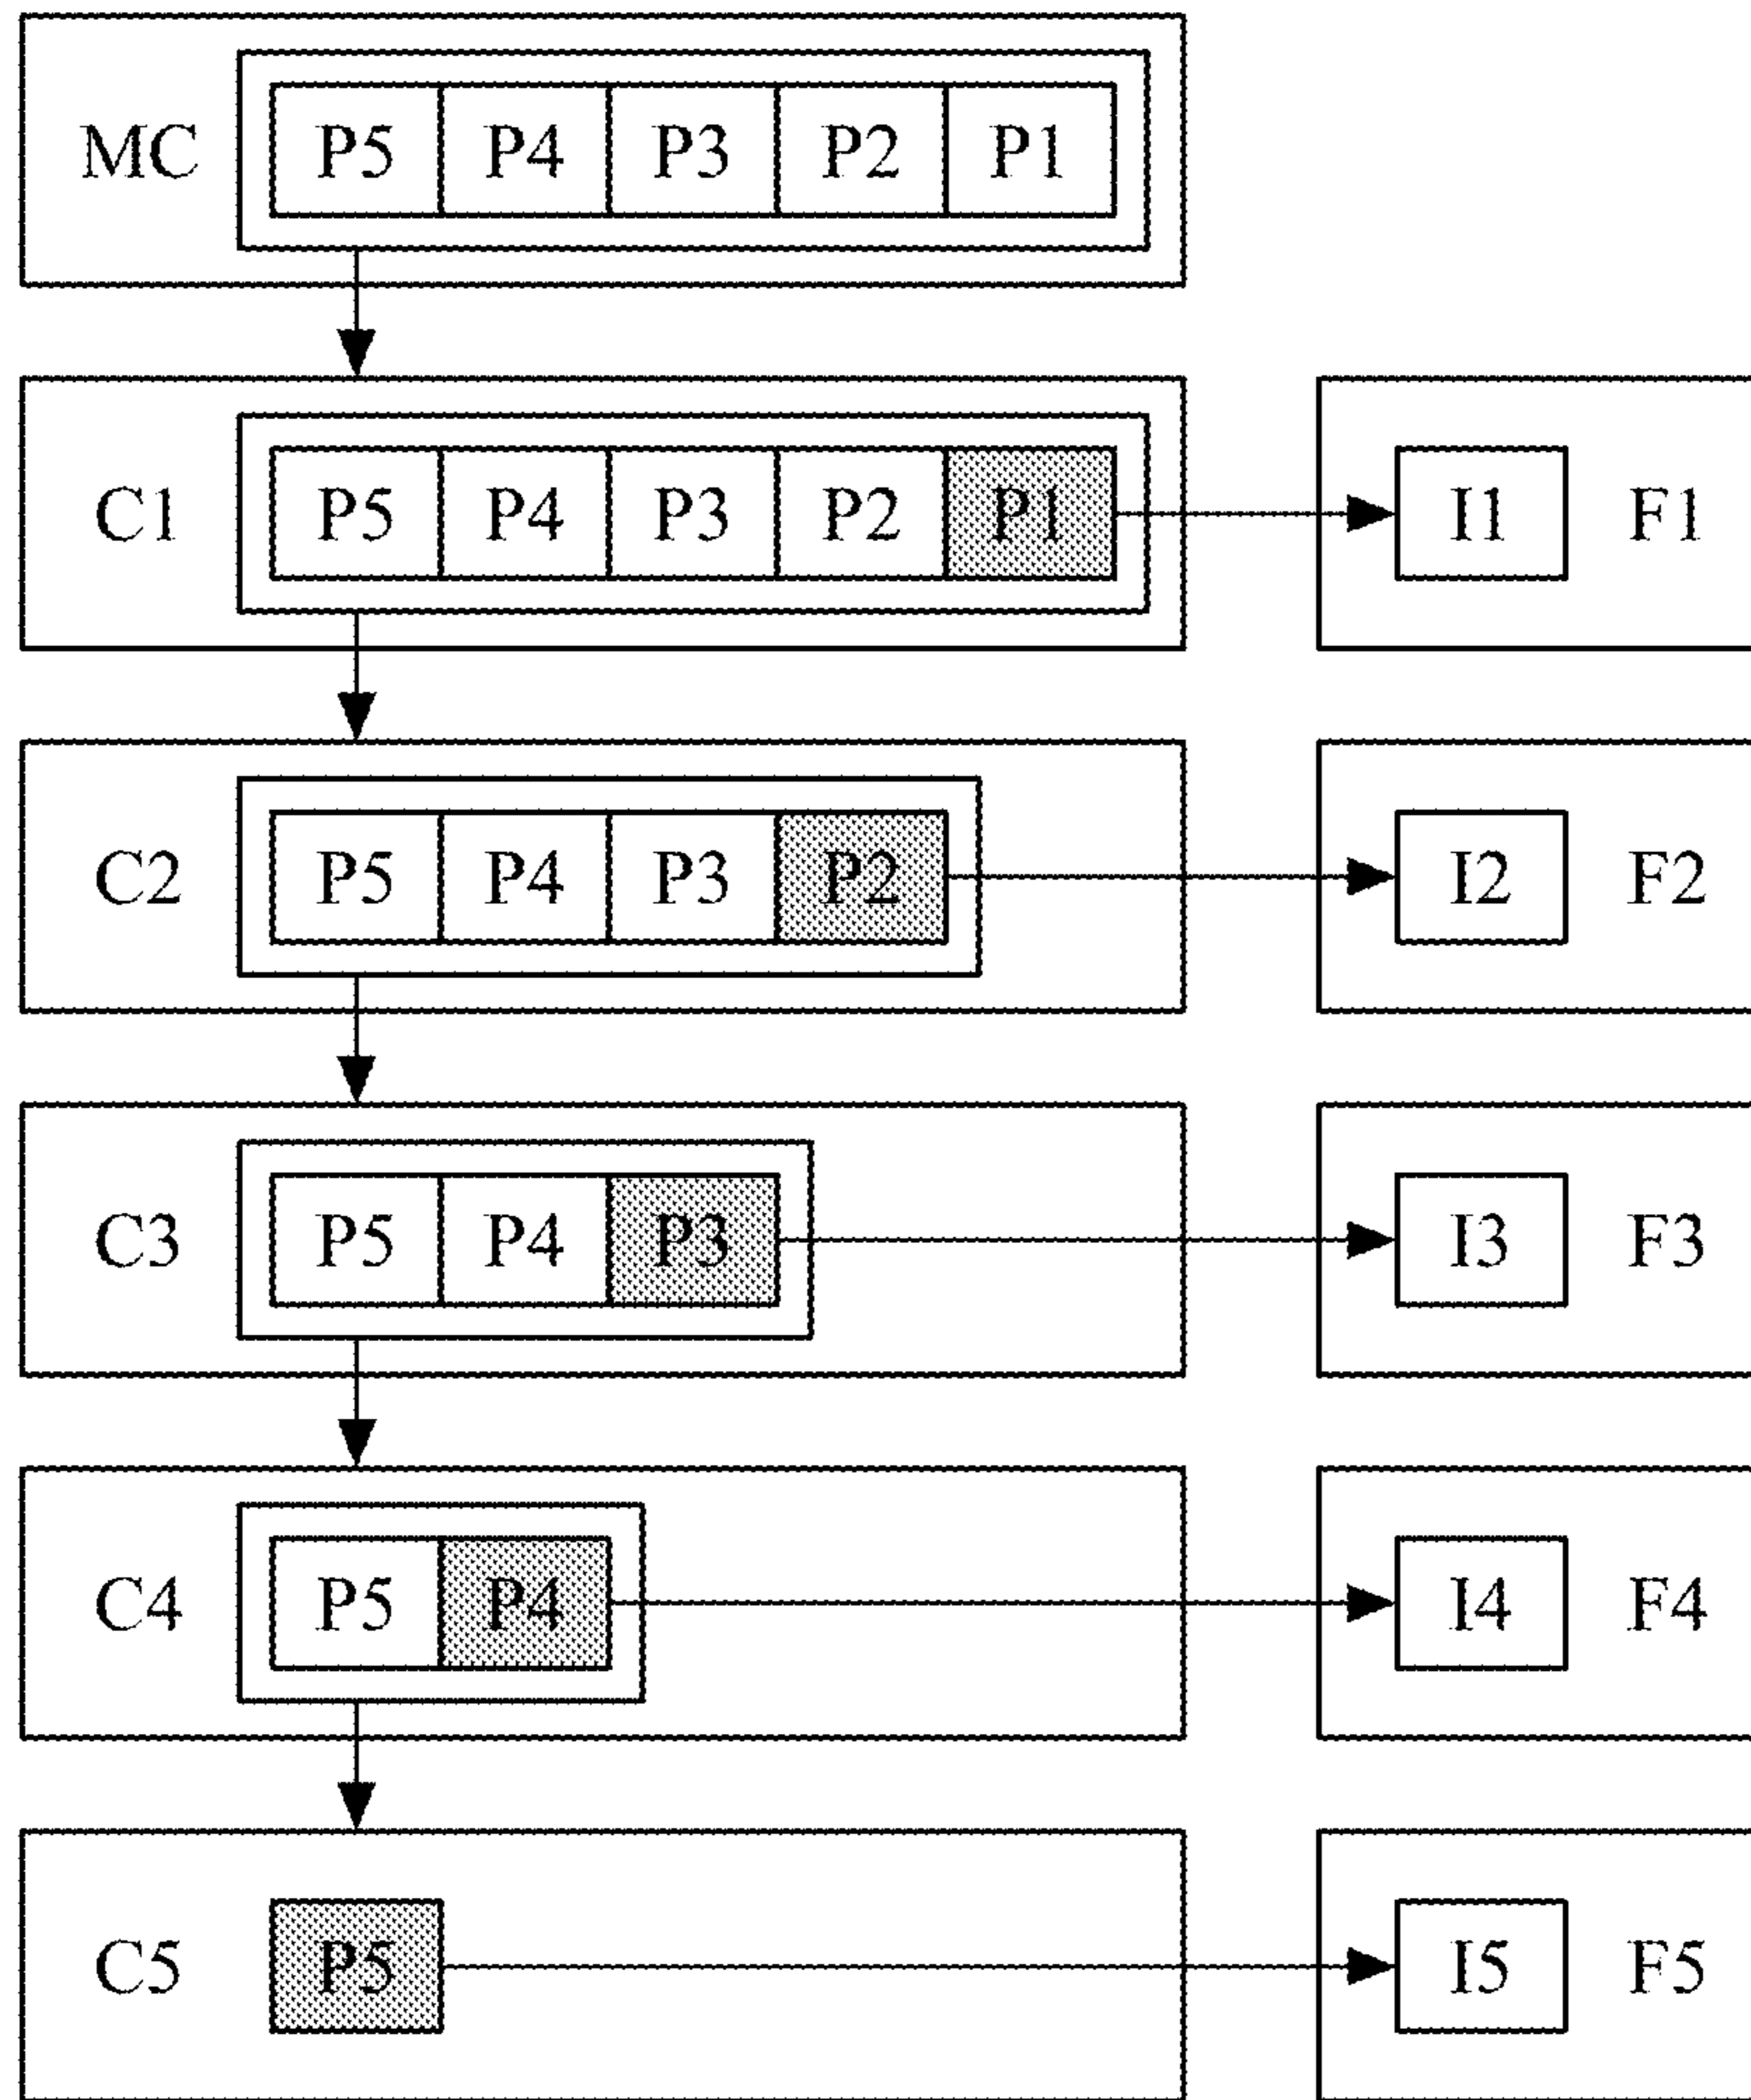 MC P5 P4 P3 P2 P1
C1 P5 P4 P3 P2 P1 I1 F1
C2 P5 P4 P3 P2 I2 F2
C3 P5 P4 P3 I3 F3
C4 P5 P4 I4 F4
C5 P5 I5 F5